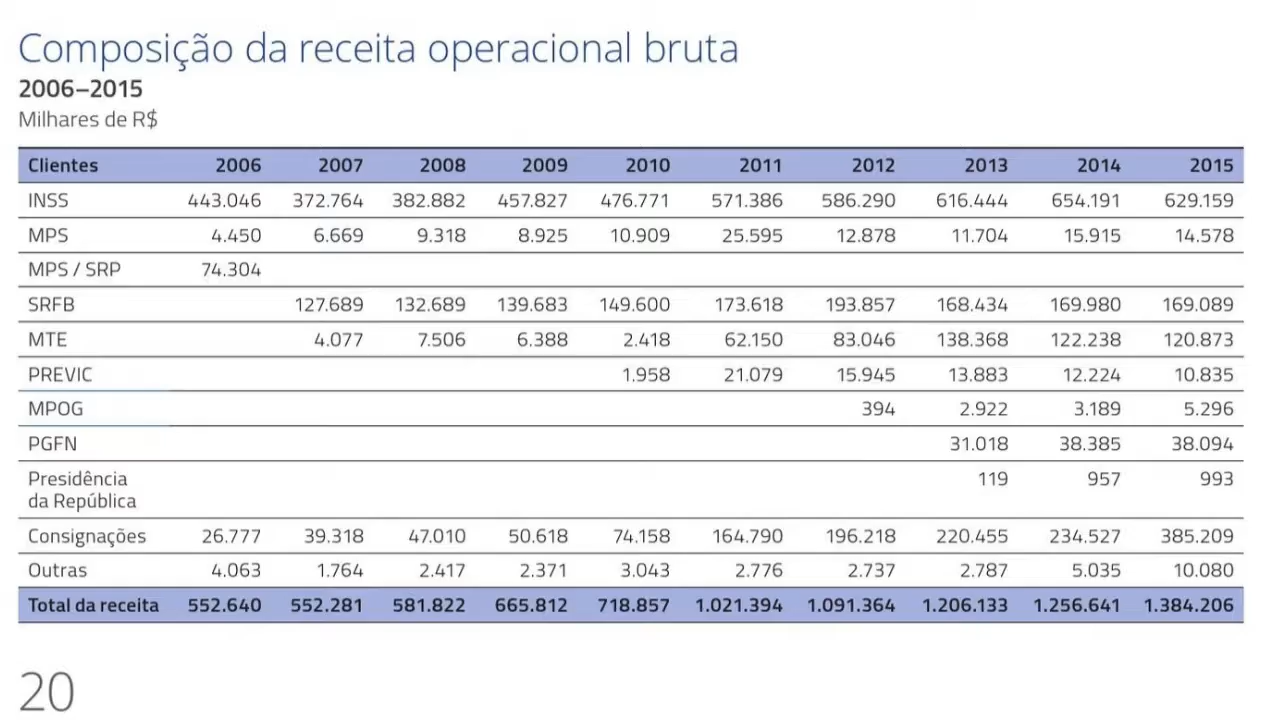 Composição da receita operacional bruta
2006–2015
Milhares de R$
Clientes 2006 2007 2008 2009 2010 2011 2012 2013 2014 2015
INSS 443.046 372.764 382.882 457.827 476.771 571.386 586.290 616.444 654.191 629.159
MPS 4.450 6.669 9.318 8.925 10.909 25.595 12.878 11.704 15.915 14.578
MPS / SRP 74.304
SRFB 127.689 132.689 139.683 149.600 173.618 193.857 168.434 169.980 169.089
MTE 4.077 7.506 6.388 2.418 62.150 83.046 138.368 122.238 120.873
PREVIC 1.958 21.079 15.945 13.883 12.224 10.835
MPOG 394 2.922 3.189 5.296
PGFN 31.018 38.385 38.094
Presidência 119 957 993
da República
Consignações 26.777 39.318 47.010 50.618 74.158 164.790 196.218 220.455 234.527 385.209
Outras 4.063 1.764 2.417 2.371 3.043 2.776 2.737 2.787 5.035 10.080
Total da receita 552.640 552.281 581.822 665.812 718.857 1.021.394 1.091.364 1.206.133 1.256.641 1.384.206
20